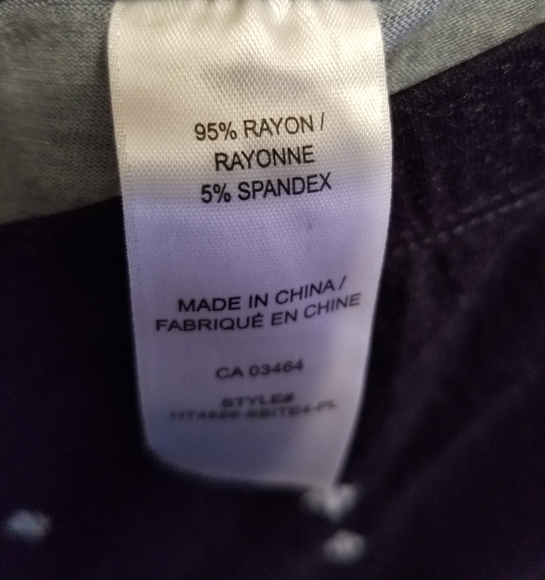 95% RAYON /
RAYONNE
5% SPANDEX
MADE IN CHINA /
FABRIQUÉ EN CHINE
CA 03464
STYLE#